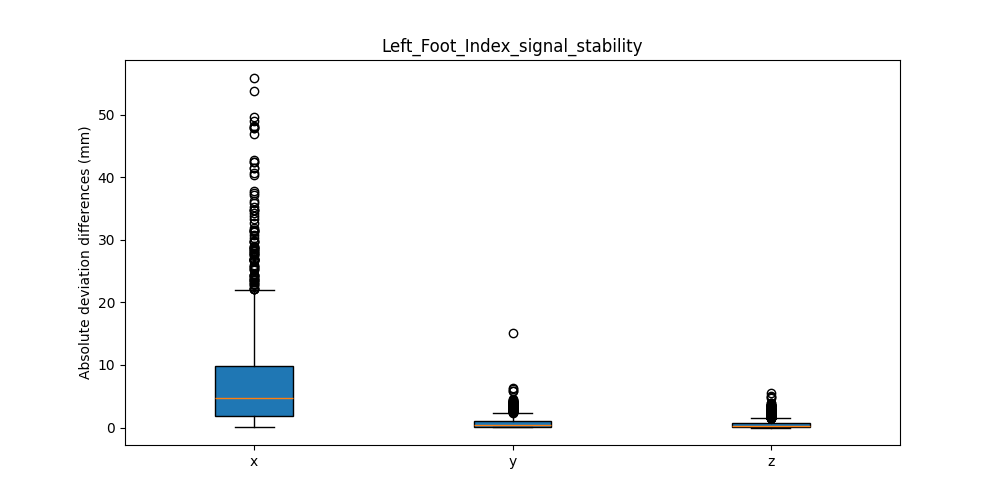 Left_Foot_Index_signal_stability
Absolute deviation differences (mm)
50
40
30
20
10
0
x y z